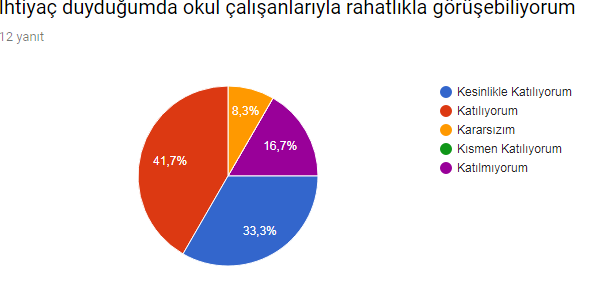 İhtiyaç duyduğumda okul çalışanlarıyla rahatlıkla görüşebiliyorum
12 yanıt
Kesinlikle Katılıyorum
Katılıyorum
Kararsızım
Kısmen Katılıyorum
Katılmıyorum
8,3%
16,7%
41,7%
33,3%